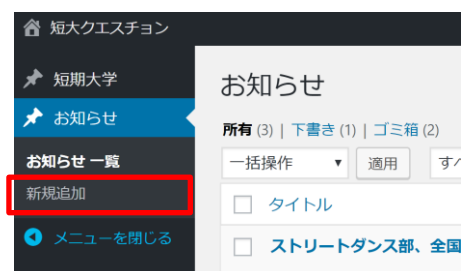 短大クエスチョン
短期大学
お知らせ
お知らせ 一覧
新規追加
メニューを閉じる
お知らせ
所有 (3) | 下書き (1) | ゴミ箱 (2)
一括操作 適用 すべ
タイトル
ストリートダンス部、全国